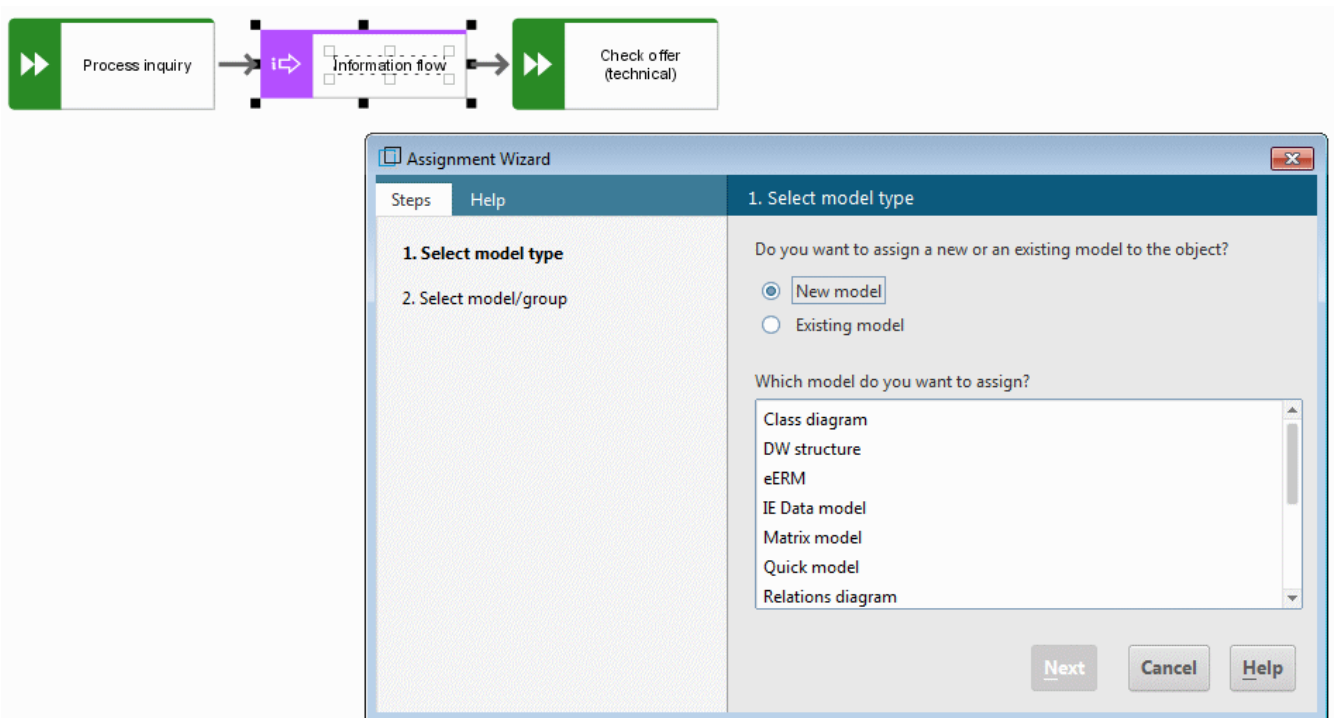 Process inquiry
Information flow
Check offer
(technical)
Assignment Wizard
Steps
Help
1. Select model type
1. Select model type
2. Select model/group
Do you want to assign a new or an existing model to the object?
New model
Existing model
Which model do you want to assign?
Class diagram
DW structure
eERM
IE Data model
Matrix model
Quick model
Relations diagram
Next
Cancel
Help